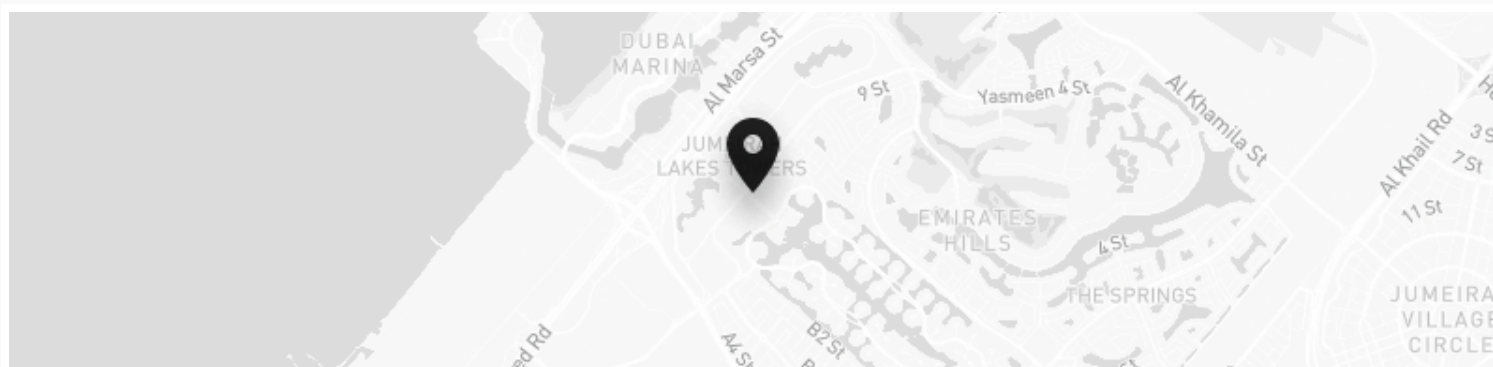 DUBAI
MARINA
Al Marsa St
9 St
Yasmeen 4 St
Al Khamila St
Al Khail Rd
3 S
7 St
11 St
LAKES
EMIRATES
HILLS
4 St
THE SPRINGS
JUMEIRA
VILLAGE
CIRCLE
ed Rd
A4 St
B2 St
St